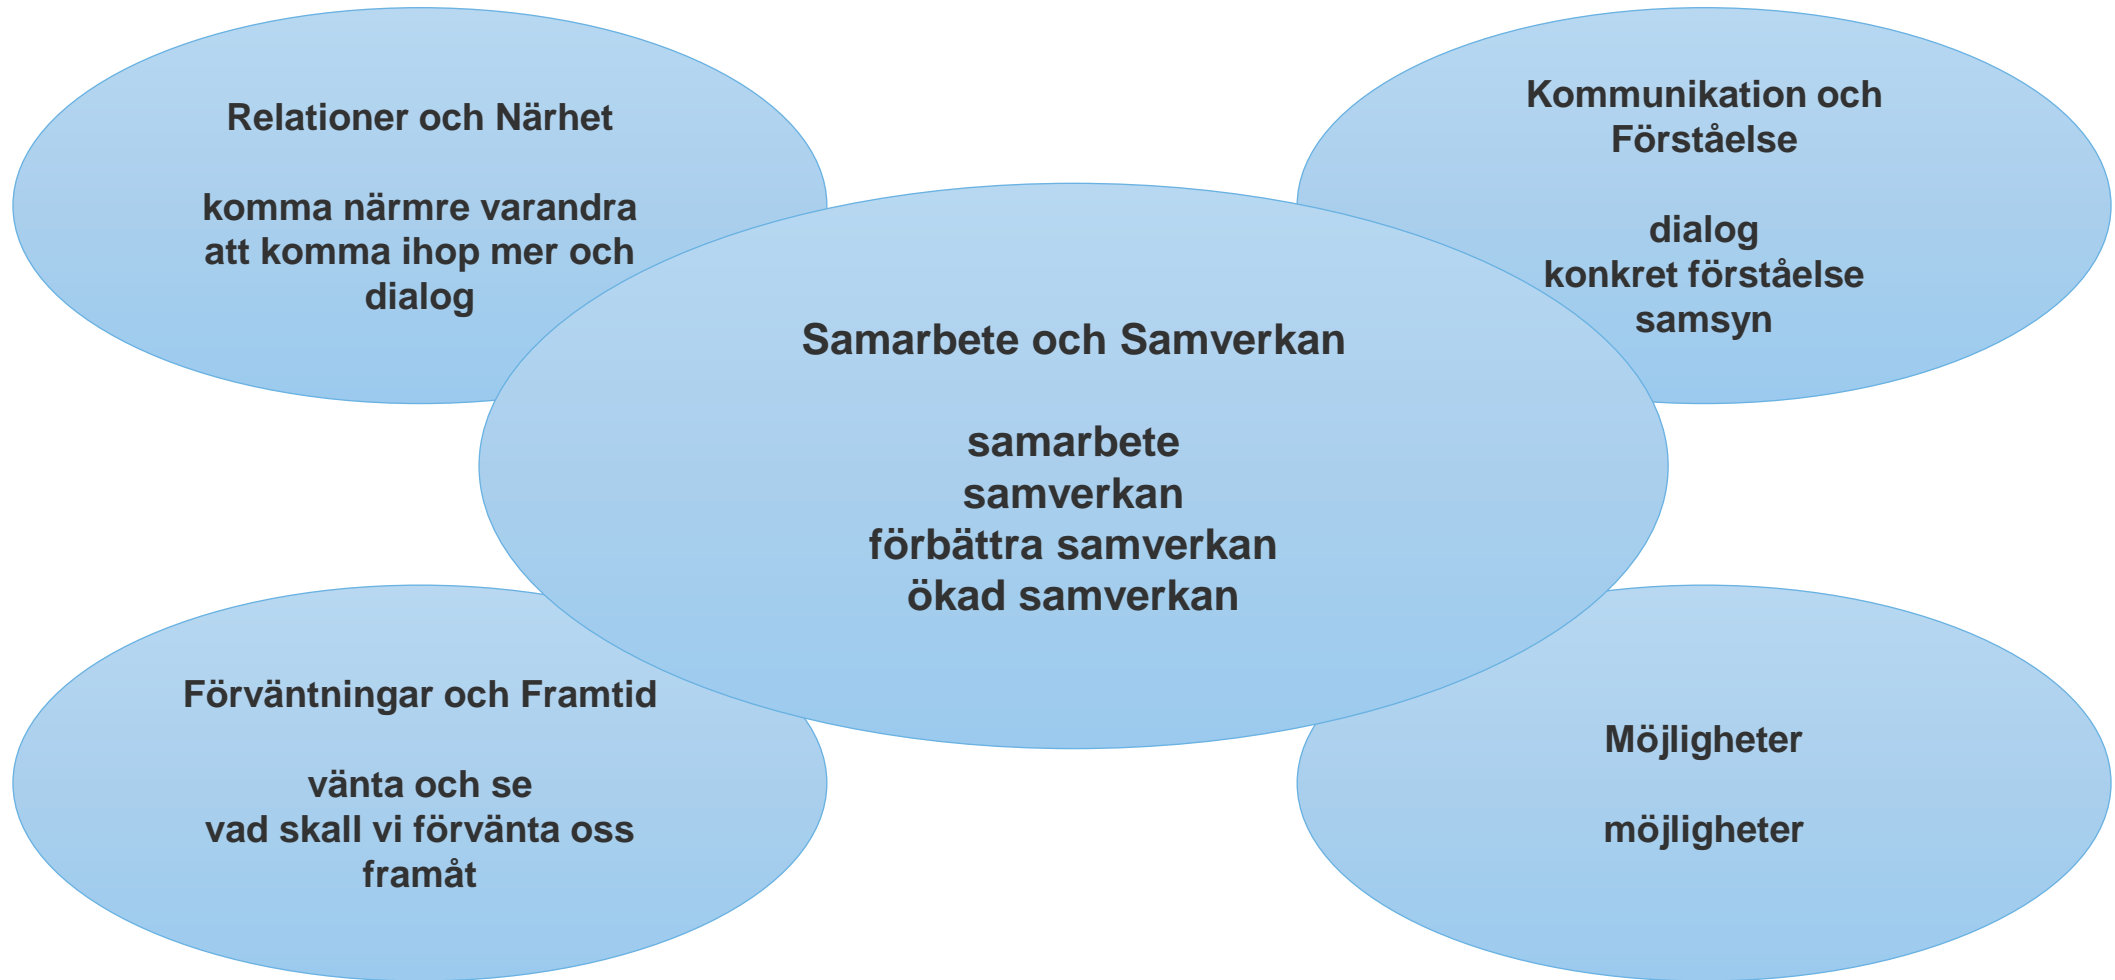 Relationer och Närhet
komma närmre varandra
att komma ihop mer och
dialog
Kommunikation och
Förståelse
dialog
konkret förståelse
samsyn
Samarbete och Samverkan
samarbete
samverkan
förbättra samverkan
ökad samverkan
Förväntningar och Framtid
vänta och se
vad skall vi förvänta oss
framåt
Möjligheter
möjligheter